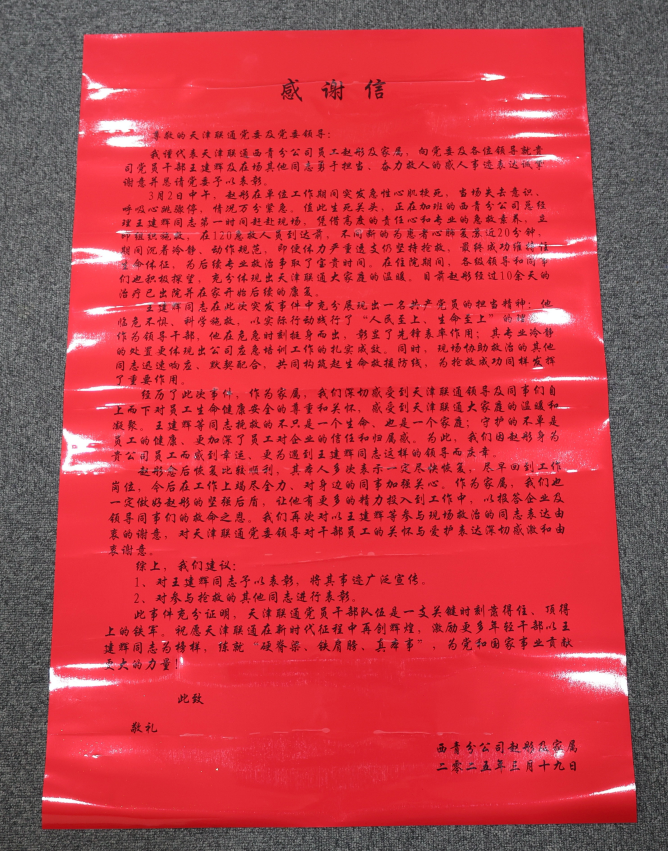 感谢信
尊敬的天津联通党委及党委领导：
我谨代表天津联通西青分公司员工赵彤及家属，向党委及各位领导就贵
司党员干部王建辉及在场其他同志勇于担当、奋力救人的感人事迹表达诚挚
谢意并恳请党委予以表彰。
3月2日中午，赵彤在单位工作期间突发急性心肌梗死，当场失去意识、
呼吸心跳骤停，情况万分紧急。值此生死关头，正在加班的西青分公司总经
理王建辉同志第一时间赶赴现场，凭借高度的责任心和专业的急救素养，立
即组织施救，在120急救人员到达前，不间断的为患者心肺复苏近20分钟，
期间沉着冷静、动作规范，即使体力严重透支仍坚持抢救，最终成功维持住
生命体征，为后续专业救治争取了宝贵时间。在住院期间，各级领导和同事
们也积极探望，充分体现出天津联通大家庭的温暖。目前赵彤经过10余天的
治疗已出院并在家开始后续的康复。
王建辉同志在此次突发事件中充分展现出一名共产党员的担当精神：他
临危不惧、科学施救，以实际行动践行了“人民至上、生命至上”的
作为领导干部，他在危急时刻挺身而出，彰显了先锋表率作用；其专业冷静
的处置更体现出公司应急培训工作的扎实成效。同时，现场协助救治的其他
同志迅速响应、默契配合，共同构筑起生命救援防线，为抢救成功同样发挥
了重要作用。
经历了此次事件，作为家属，我们深切感受到天津联通领导及同事们自
上而下对员工生命健康安全的尊重和关怀，感受到天津联通大家庭的温暖和
凝聚。王建辉等同志挽救的不只是一个生命，也是一个家庭；守护的不单是
员工的健康，更加深了员工对企业的信任和归属感。为此，我们因赵彤身为
贵公司员工而感到幸运，更为遇到王建辉同志这样的领导而庆幸。
赵彤愈后恢复比较顺利，其本人多次表示一定尽快恢复，尽早回到工作
岗位，今后在工作上竭尽全力，对身边的同事加强关心。作为家属，我们也
一定做好赵彤的坚强后盾，让他有更多的精力投入到工作中，以报答企业及
领导同事们的救命之恩。我们再次对以王建辉等参与现场救治的同志表达由
衷的谢意，对天津联通党委领导对干部员工的关怀与爱护表达深切感激和由
衷谢意。
综上，我们建议：
1、对王建辉同志予以表彰，将其事迹广泛宣传。
2、对参与抢救的其他同志进行表彰。
此事件充分证明，天津联通党员干部队伍是一支关键时刻靠得住、顶得
上的铁军。祝愿天津联通在新时代征程中再创辉煌，激励更多年轻干部以王
建辉同志为榜样，练就“硬脊梁、铁肩膀、真本事”，为党和国家事业贡献
更大的力量！
此致
敬礼
西青分公司赵彤及家属
二零二五年三月十九日